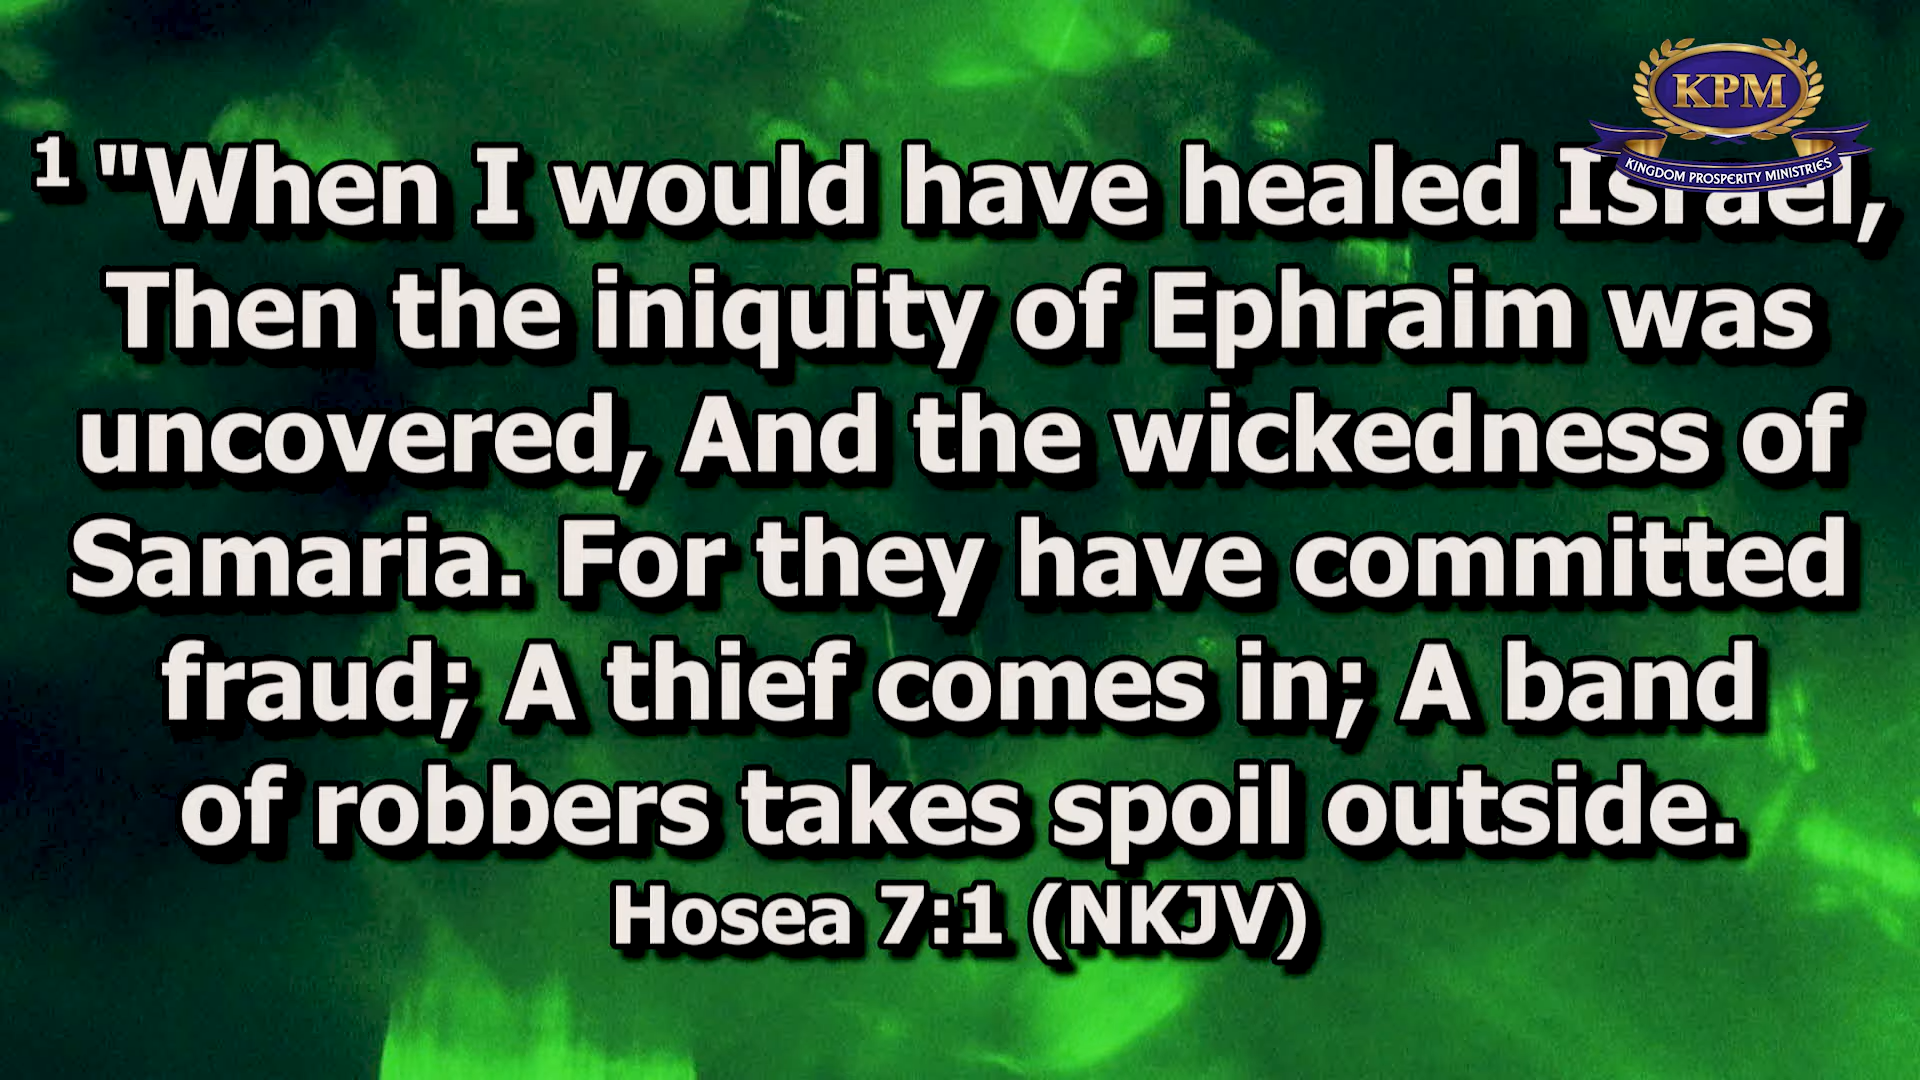 KPM
KINGDOM PROSPERITY MINISTRIES
1 "When I would have healed Israel,
Then the iniquity of Ephraim was
uncovered, And the wickedness of
Samaria. For they have committed
fraud; A thief comes in; A band
of robbers takes spoil outside.
Hosea 7:1 (NKJV)